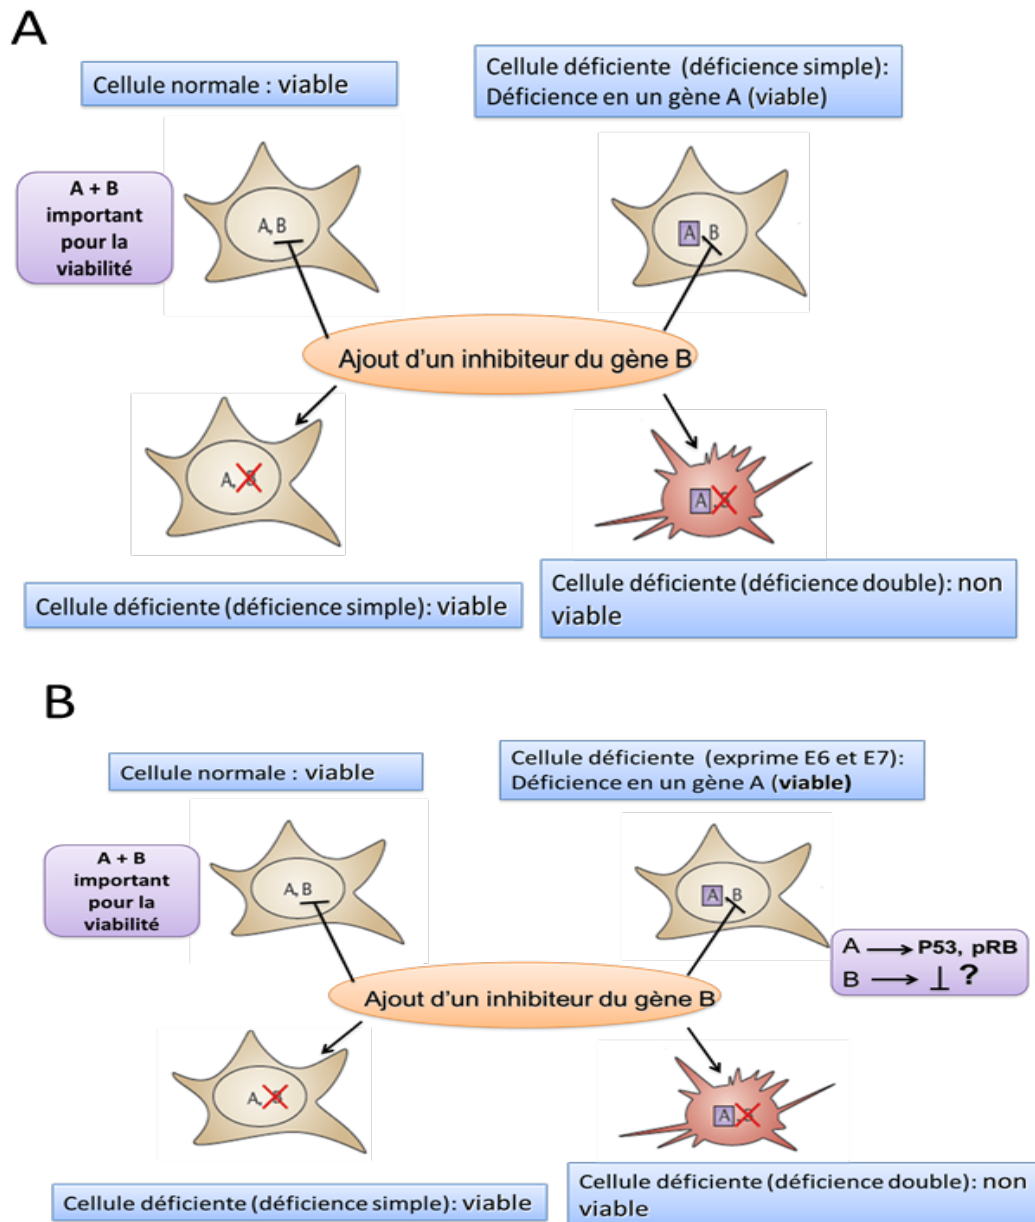 A
Cellule normale : viable
Cellule déficiente (déficience simple):
Déficience en un gène A (viable)
A + B
important
pour la
viabilité
A, B
A, B
Ajout d'un inhibiteur du gène B
A, B
A, B
Cellule déficiente (déficience simple): viable
Cellule déficiente (déficience double): non
viable
B
Cellule normale : viable
Cellule déficiente (exprime E6 et E7):
Déficience en un gène A (viable)
A + B
important
pour la
viabilité
A, B
A, B
A → P53, pRB
B → ⊥ ?
Ajout d'un inhibiteur du gène B
A, B
A, B
Cellule déficiente (déficience simple): viable
Cellule déficiente (déficience double): non
viable